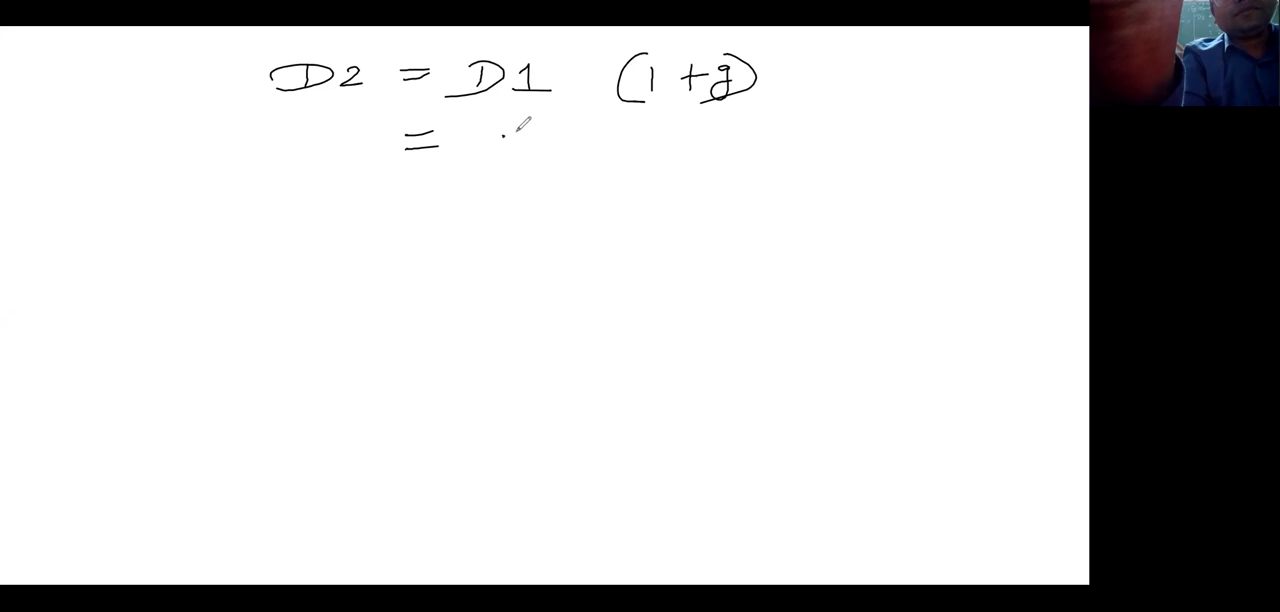 D2 = D1 (1+g)
=